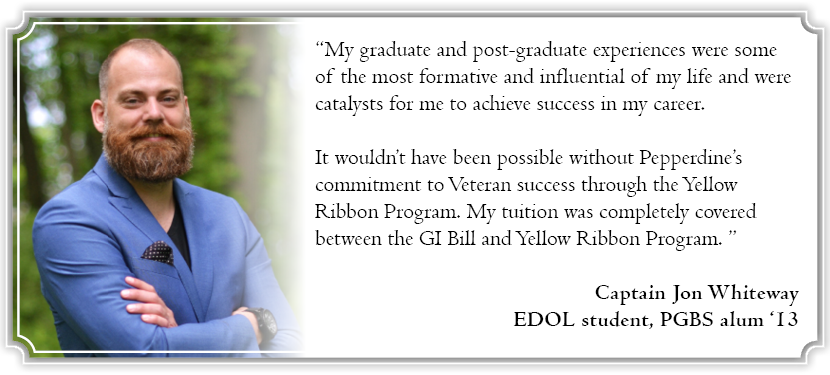 “My graduate and post-graduate experiences were some
of the most formative and influential of my life and were
catalysts for me to achieve success in my career.
It wouldn’t have been possible without Pepperdine’s
commitment to Veteran success through the Yellow
Ribbon Program. My tuition was completely covered
between the GI Bill and Yellow Ribbon Program. ”
Captain Jon Whiteway
EDOL student, PGBS alum ‘13